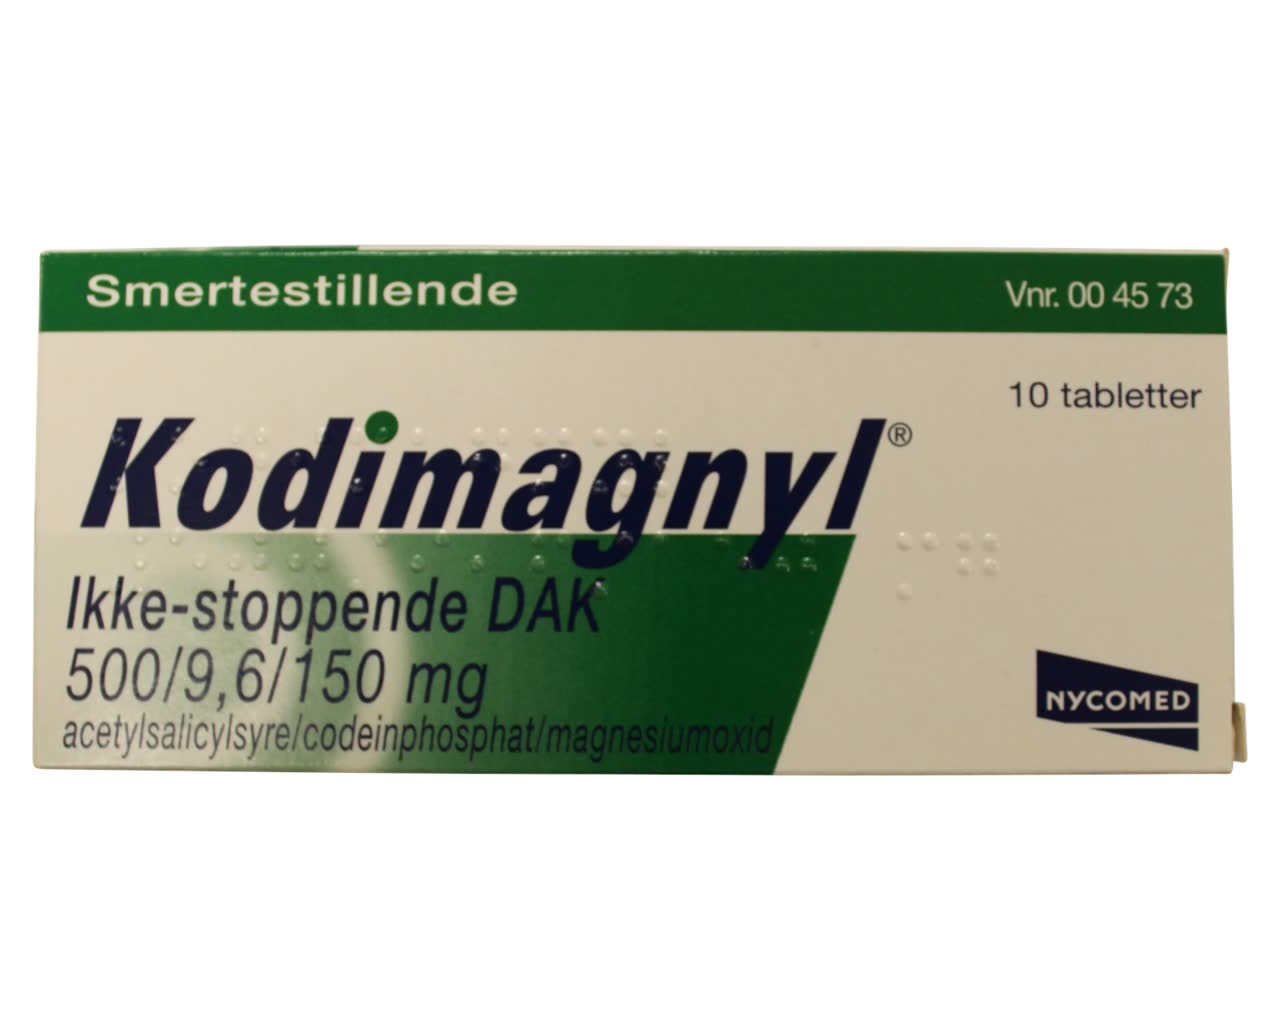 Smertestillende
Vnr. 00 45 73
10 tabletter
Kodimagnyl®
Ikke-stoppende DAK
500/9,6/150 mg
acetylsalicylsyre/codeinphosphat/magnesiumoxid
NYCOMED